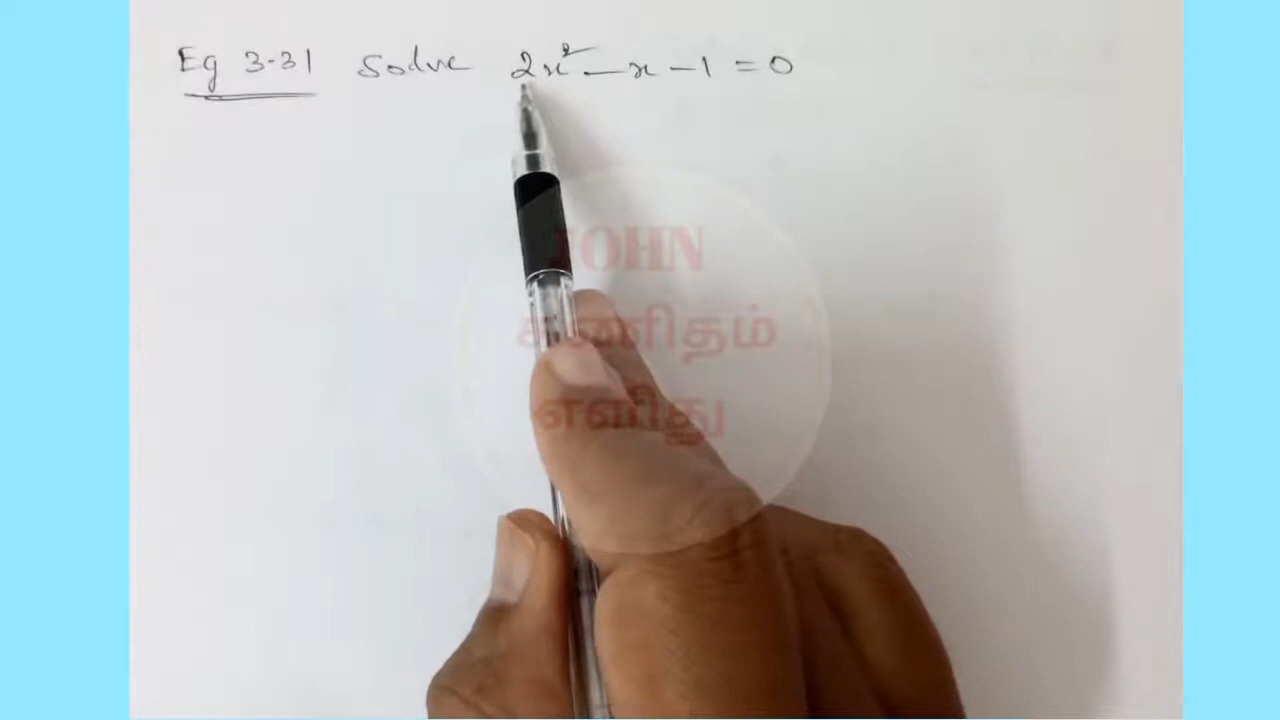 Eg 3.31 Solve 2x² - x - 1 = 0
JOHN
கணிதம்
எளிது